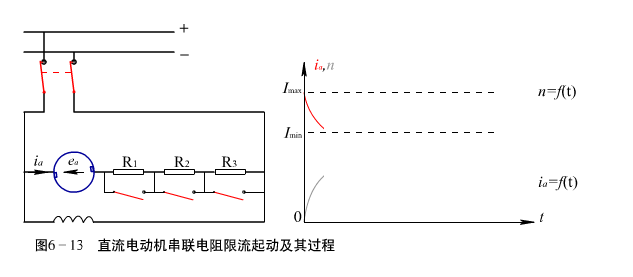 +
−
iₐ
eₐ
R₁ R₂ R₃
iₐ,n
Imax
n=f(t)
Imin
iₐ=f(t)
0
t
图6－13 直流电动机串联电阻限流起动及其过程